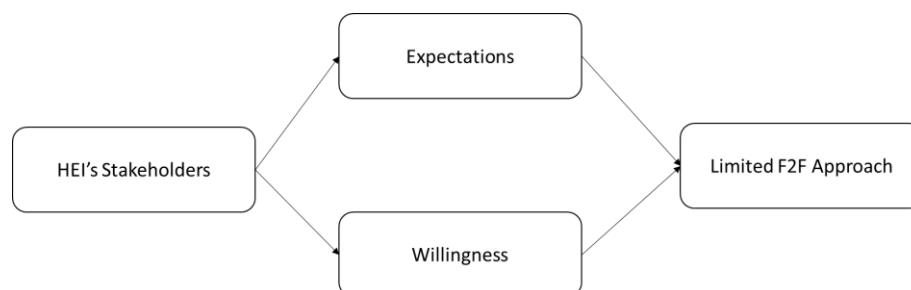 Expectations
HEI's Stakeholders
Limited F2F Approach
Willingness